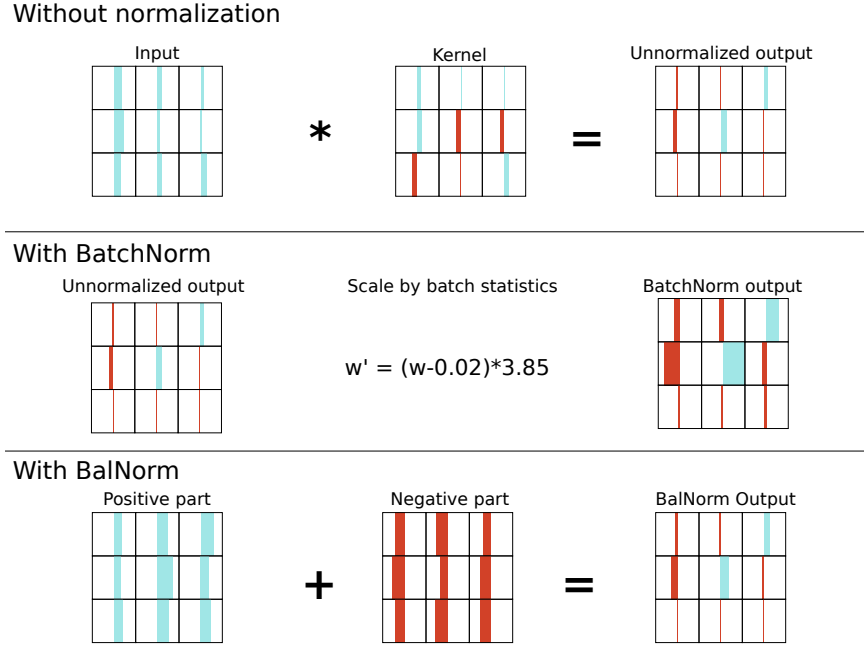 Without normalization
Input
Kernel
Unnormalized output
*
=
With BatchNorm
Unnormalized output
Scale by batch statistics
BatchNorm output
w' = (w-0.02)*3.85
With BalNorm
Positive part
Negative part
BalNorm Output
+
=